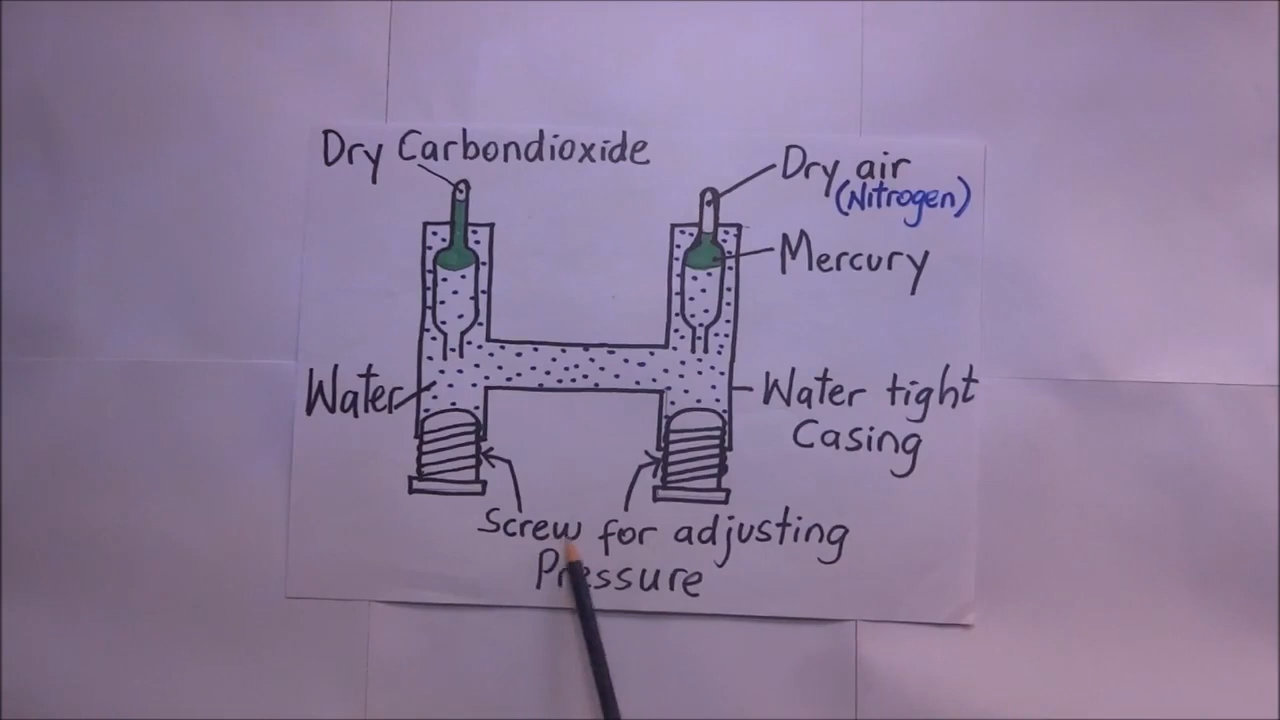 Dry Carbondioxide
Dry air
(Nitrogen)
Mercury
Water
Water tight
Casing
Screw for adjusting
Pressure